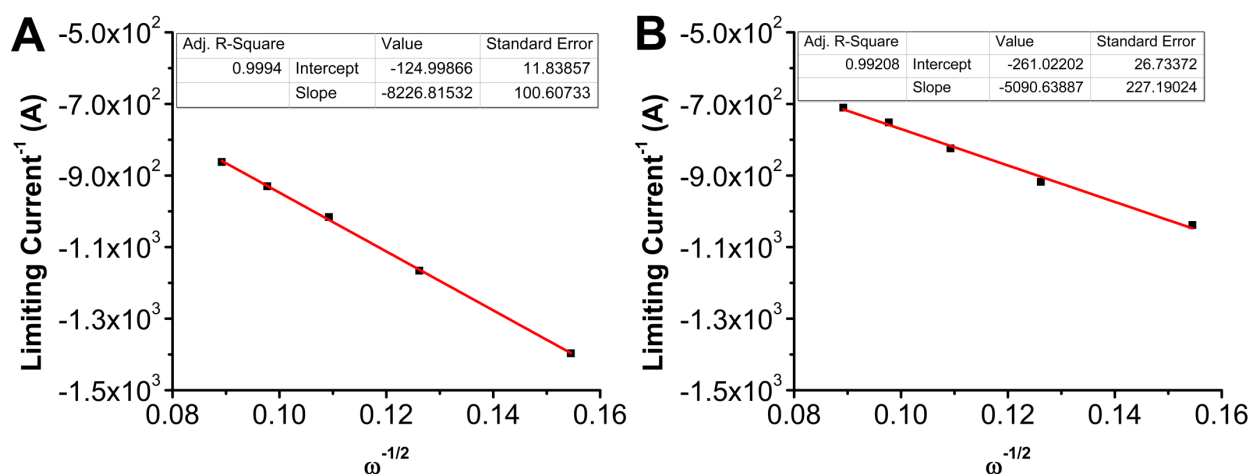 A
Limiting Current⁻¹ (A)
-5.0x10²
-7.0x10²
-9.0x10²
-1.1x10³
-1.3x10³
-1.5x10³
Adj. R-Square Value Standard Error
0.9994 Intercept -124.99866 11.83857
Slope -8226.81532 100.60733
0.08 0.10 0.12 0.14 0.16
ω⁻¹/²
B
Limiting Current⁻¹ (A)
-5.0x10²
-7.0x10²
-9.0x10²
-1.1x10³
-1.3x10³
-1.5x10³
Adj. R-Square Value Standard Error
0.99208 Intercept -261.02202 26.73372
Slope -5090.63887 227.19024
0.08 0.10 0.12 0.14 0.16
ω⁻¹/²